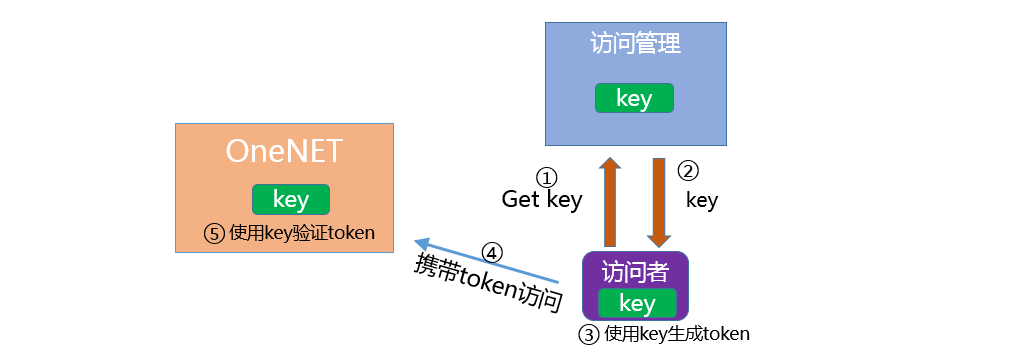 访问管理
key
OneNET
key
⑤ 使用key验证token
①
Get key
②
key
④
携带token访问
访问者
key
③ 使用key生成token